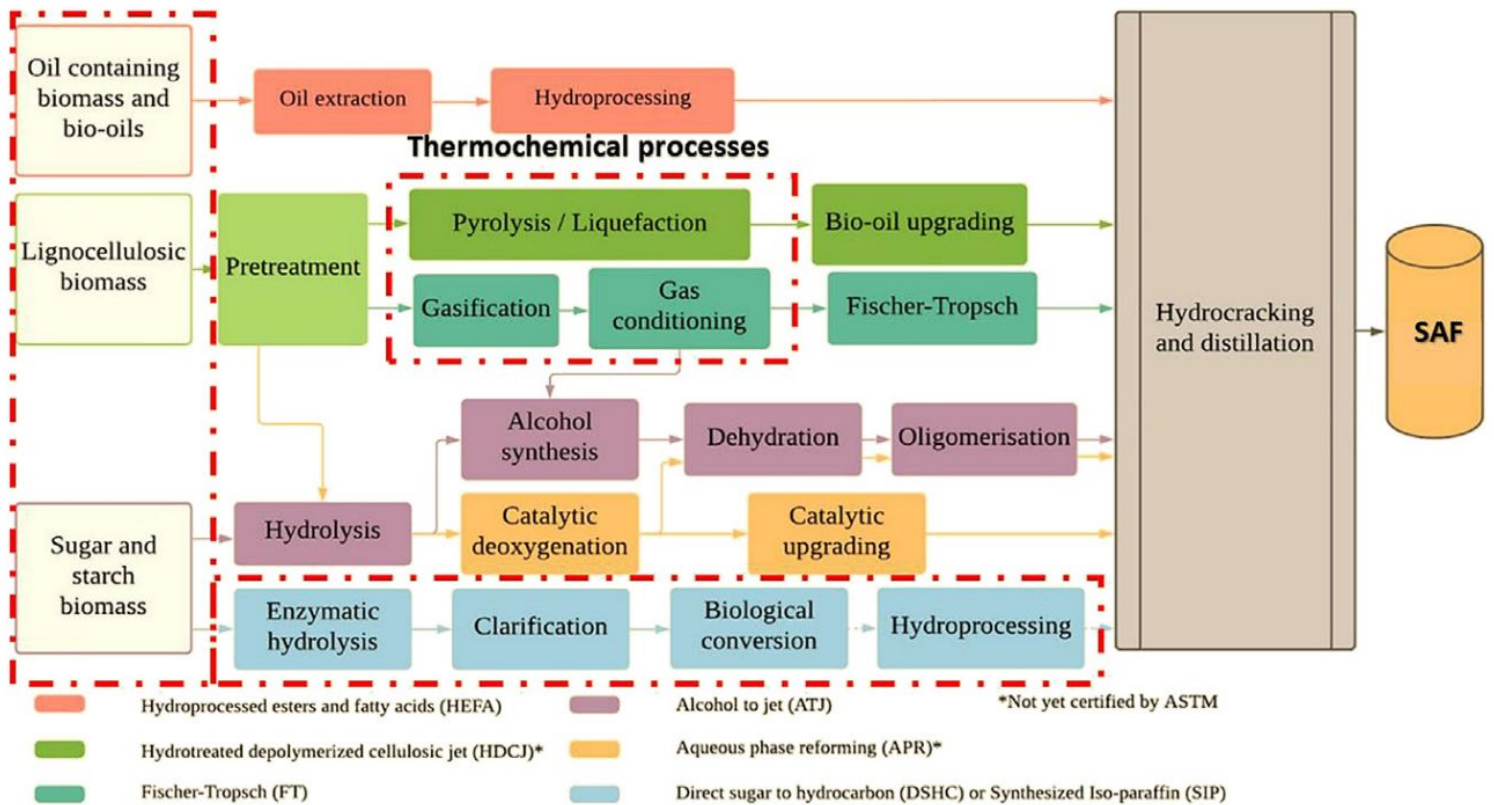 Oil containing
biomass and
bio-oils
Oil extraction
Hydroprocessing
Thermochemical processes
Lignocellulosic
biomass
Pretreatment
Pyrolysis / Liquefaction
Bio-oil upgrading
Gasification
Gas
conditioning
Fischer-Tropsch
Hydrocracking
and distillation
SAF
Alcohol
synthesis
Dehydration
Oligomerisation
Sugar and
starch
biomass
Hydrolysis
Catalytic
deoxygenation
Catalytic
upgrading
Enzymatic
hydrolysis
Clarification
Biological
conversion
Hydroprocessing
Hydroprocessed esters and fatty acids (HEFA)
Alcohol to jet (ATJ)
*Not yet certified by ASTM
Hydrotreated depolymerized cellulosic jet (HDCJ)*
Aqueous phase reforming (APR)*
Fischer-Tropsch (FT)
Direct sugar to hydrocarbon (DSHC) or Synthesized Iso-paraffin (SIP)